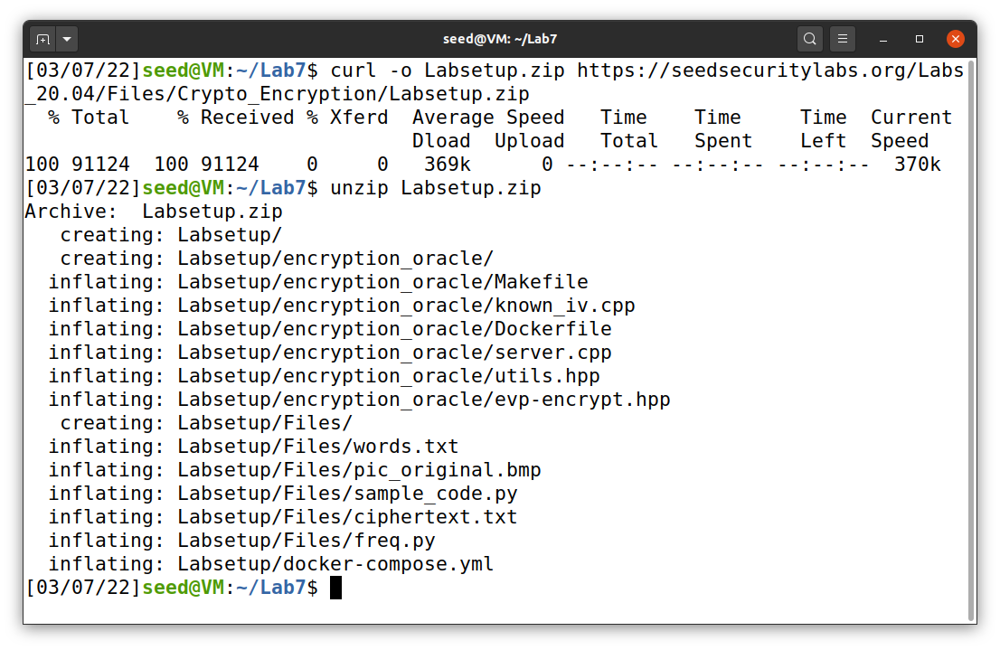 seed@VM: ~/Lab7
[03/07/22]seed@VM:~/Lab7$ curl -o Labsetup.zip https://seedsecuritylabs.org/Labs
_20.04/Files/Crypto_Encryption/Labsetup.zip
  % Total    % Received % Xferd  Average Speed   Time    Time     Time  Current
                                 Dload  Upload   Total   Spent    Left  Speed
100 91124  100 91124    0     0   369k      0 --:--:-- --:--:-- --:--:--  370k
[03/07/22]seed@VM:~/Lab7$ unzip Labsetup.zip
Archive:  Labsetup.zip
   creating: Labsetup/
   creating: Labsetup/encryption_oracle/
  inflating: Labsetup/encryption_oracle/Makefile
  inflating: Labsetup/encryption_oracle/known_iv.cpp
  inflating: Labsetup/encryption_oracle/Dockerfile
  inflating: Labsetup/encryption_oracle/server.cpp
  inflating: Labsetup/encryption_oracle/utils.hpp
  inflating: Labsetup/encryption_oracle/evp-encrypt.hpp
   creating: Labsetup/Files/
  inflating: Labsetup/Files/words.txt
  inflating: Labsetup/Files/pic_original.bmp
  inflating: Labsetup/Files/sample_code.py
  inflating: Labsetup/Files/ciphertext.txt
  inflating: Labsetup/Files/freq.py
  inflating: Labsetup/docker-compose.yml
[03/07/22]seed@VM:~/Lab7$